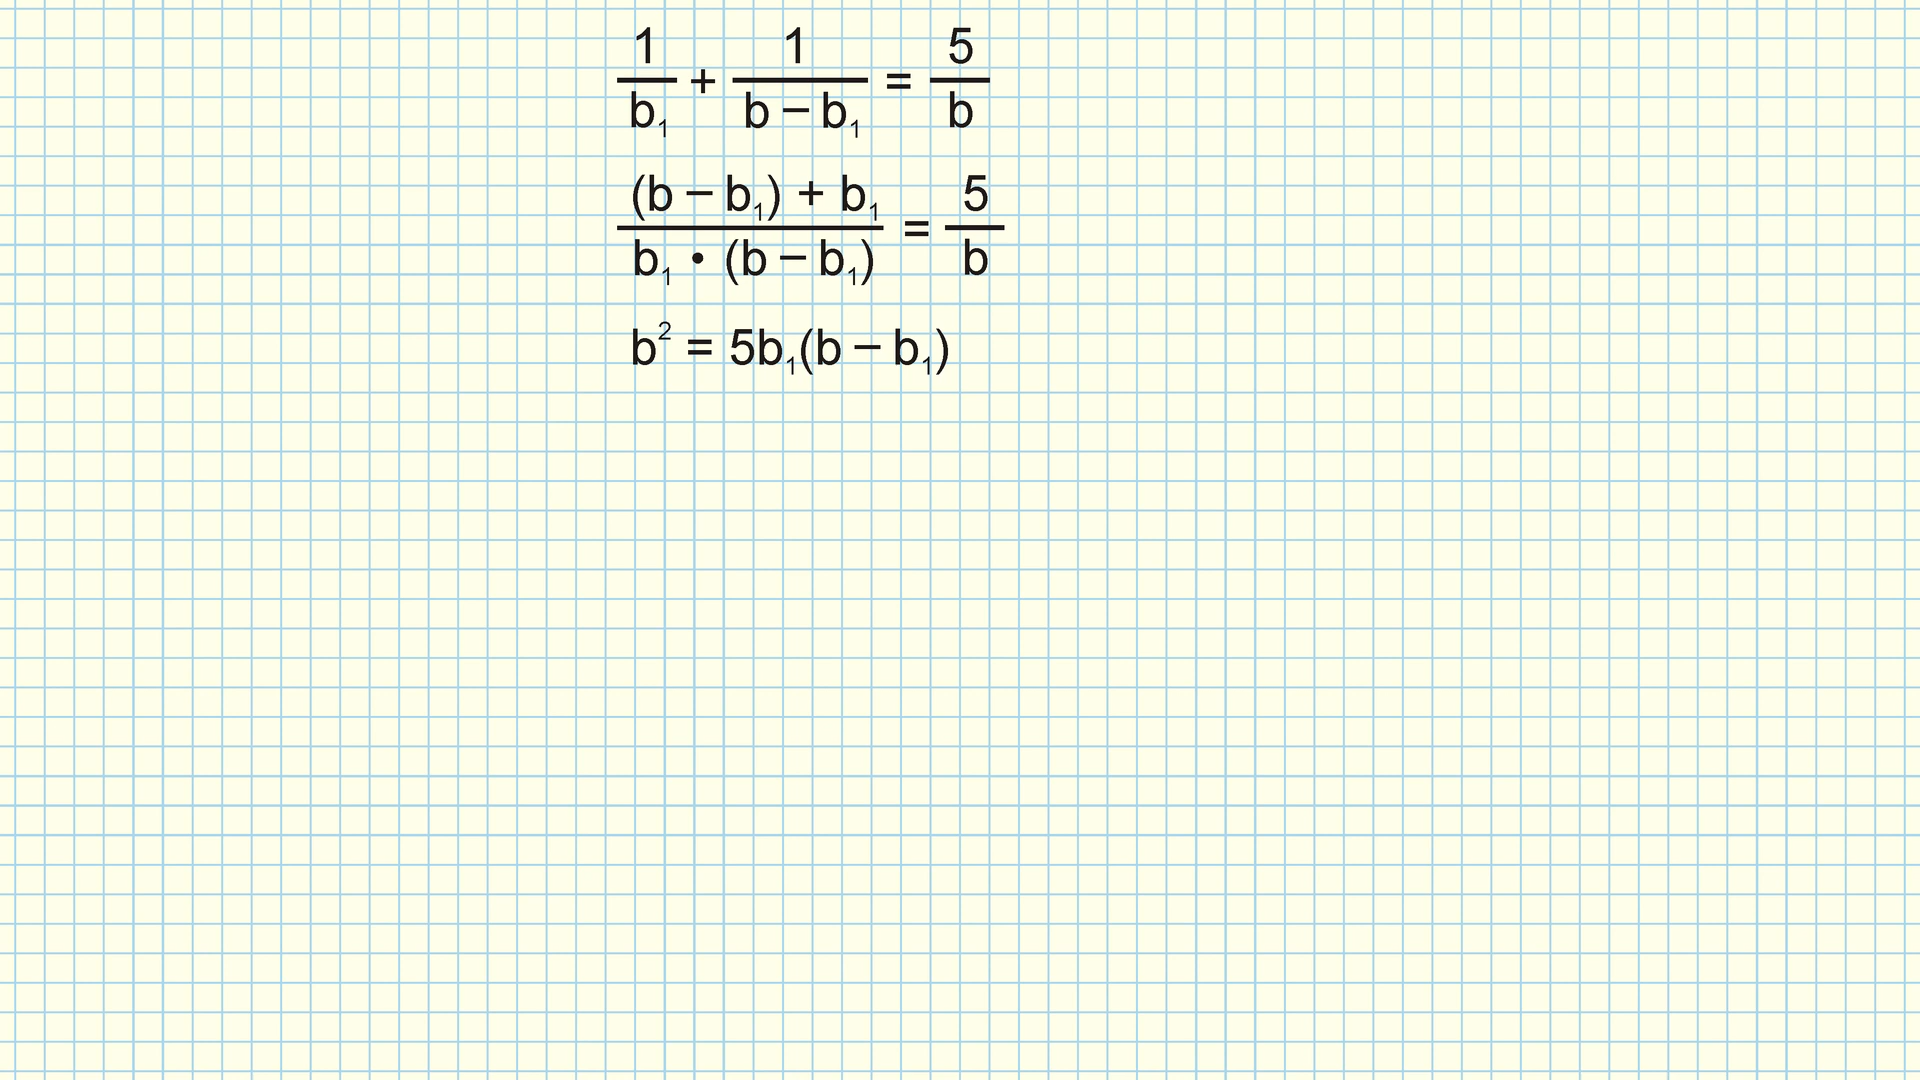 1/b₁ + 1/(b − b₁) = 5/b
((b − b₁) + b₁)/(b₁ • (b − b₁)) = 5/b
b² = 5b₁(b − b₁)